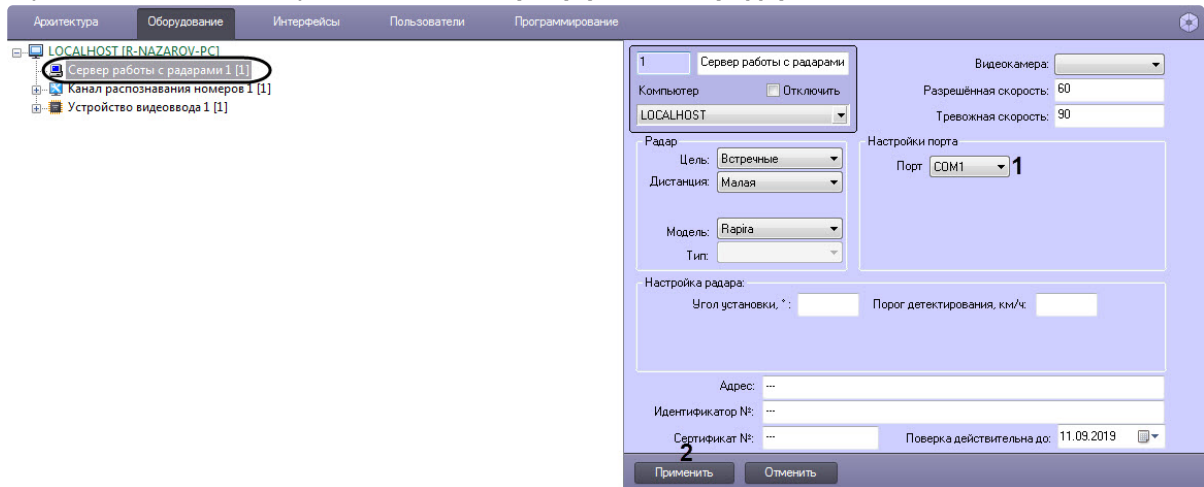 Архитектура Оборудование Интерфейсы Пользователи Программирование
LOCALHOST [R-NAZAROV-PC]
Сервер работы с радарами 1 [1]
Канал распознавания номеров 1 [1]
Устройство видеоввода 1 [1]
1 Сервер работы с радарами
Компьютер Отключить
LOCALHOST
Видеокамера:
Разрешённая скорость: 60
Тревожная скорость: 90
Радар
Цель: Встречные
Дистанция: Малая
Модель: Rapira
Тип:
Настройки порта
Порт COM1 1
Настройка радара:
Угол установки, ° : Порог детектирования, км/ч:
Адрес: ---
Идентификатор №: ---
Сертификат №: --- Поверка действительна до: 11.09.2019
2
Применить Отменить